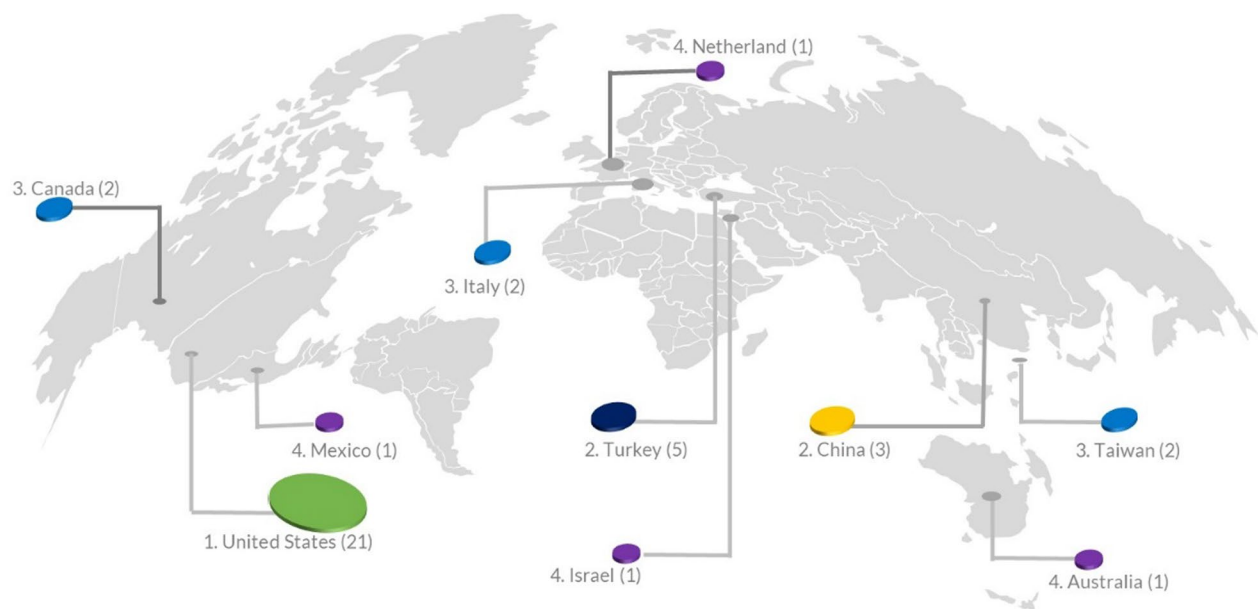 4. Netherland (1)
3. Canada (2)
3. Italy (2)
4. Mexico (1)
2. Turkey (5)
2. China (3)
3. Taiwan (2)
1. United States (21)
4. Israel (1)
4. Australia (1)